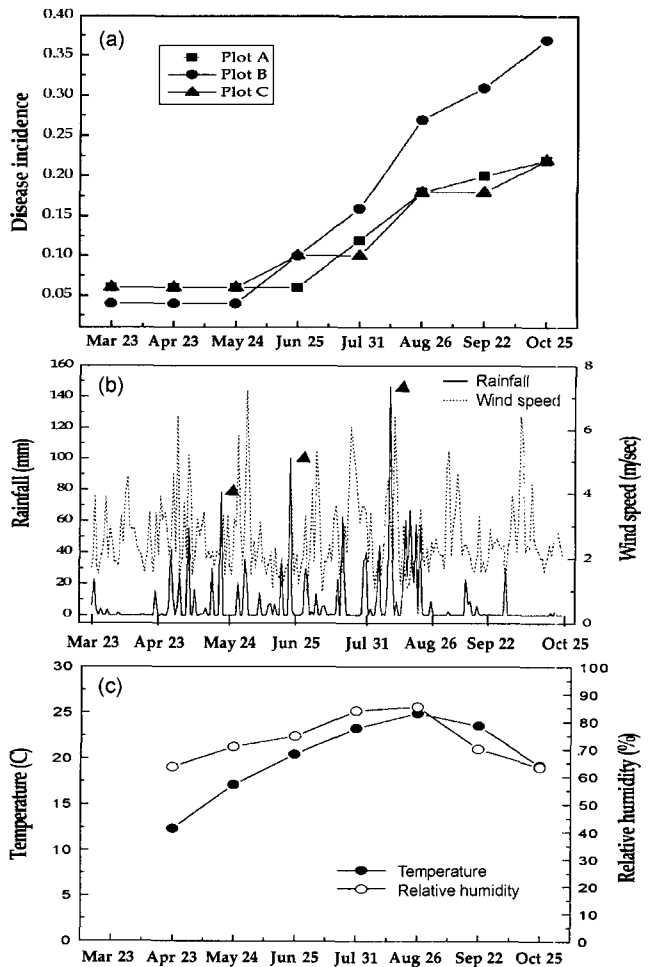 (a)
Plot A
Plot B
Plot C
Disease incidence
0.40
0.35
0.30
0.25
0.20
0.15
0.10
0.05
Mar 23 Apr 23 May 24 Jun 25 Jul 31 Aug 26 Sep 22 Oct 25
(b)
Rainfall
Wind speed
Rainfall (mm)
160
140
120
100
80
60
40
20
0
Wind speed (m/sec)
8
6
4
2
0
Mar 23 Apr 23 May 24 Jun 25 Jul 31 Aug 26 Sep 22 Oct 25
(c)
Temperature
Relative humidity
Temperature (C)
30
25
20
15
10
5
0
Relative humidity (%)
100
90
80
70
60
50
40
30
20
10
0
Mar 23 Apr 23 May 24 Jun 25 Jul 31 Aug 26 Sep 22 Oct 25